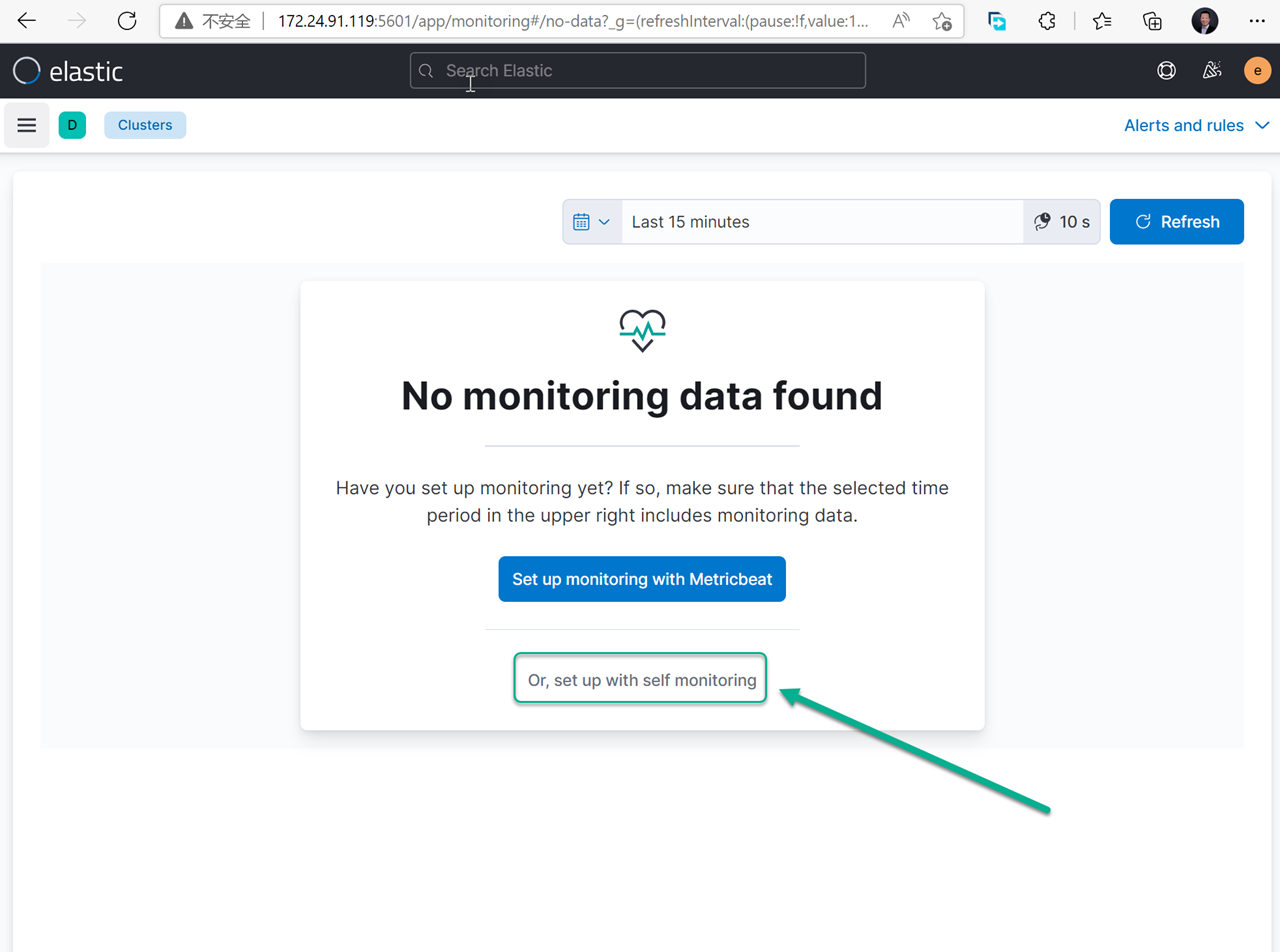 不安全
172.24.91.119:5601/app/monitoring#/no-data?_g=(refreshInterval:(pause:!f,value:1...
elastic
Search Elastic
e
D
Clusters
Alerts and rules
Last 15 minutes
10 s
Refresh
No monitoring data found
Have you set up monitoring yet? If so, make sure that the selected time
period in the upper right includes monitoring data.
Set up monitoring with Metricbeat
Or, set up with self monitoring